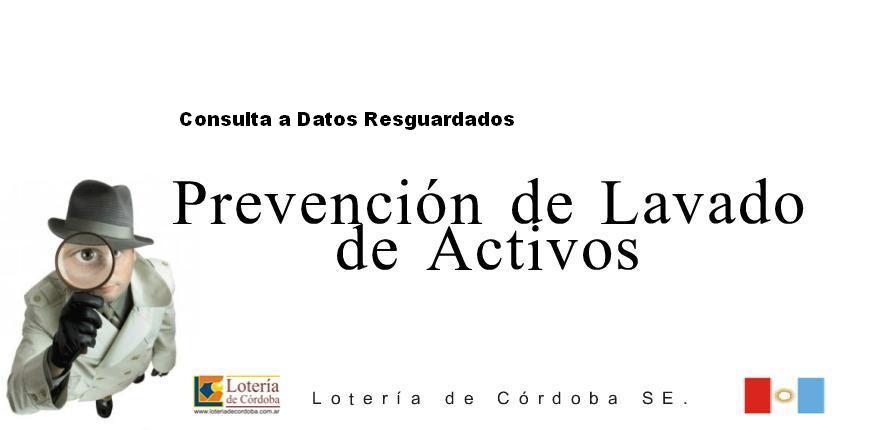 Consulta a Datos Resguardados
Prevención de Lavado
de Activos
Lotería
de Córdoba
www.loteriadecordoba.com.ar
Lotería de Córdoba SE.